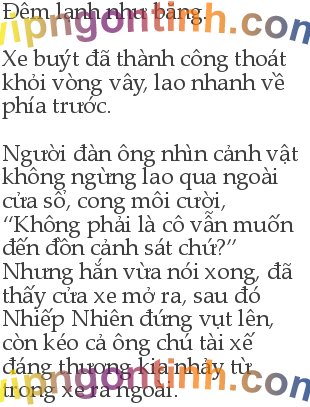 Đêm lạnh như băng.
vipngontinh.com
Xe buýt đã thành công thoát
khỏi vòng vây, lao nhanh về
phía trước.
Người đàn ông nhìn cảnh vật
không ngừng lao qua ngoài
cửa sổ, cong môi cười,
“Không phải là cô vẫn muốn
đến đồn cảnh sát chứ?”
Nhưng hắn vừa nói xong, đã
thấy cửa xe mở ra, sau đó
Nhiếp Nhiên đứng vụt lên,
còn kéo cả ông chú tài xế
đáng thương kia nhảy từ
vipngontinh.com
trong xe ra ngoài.